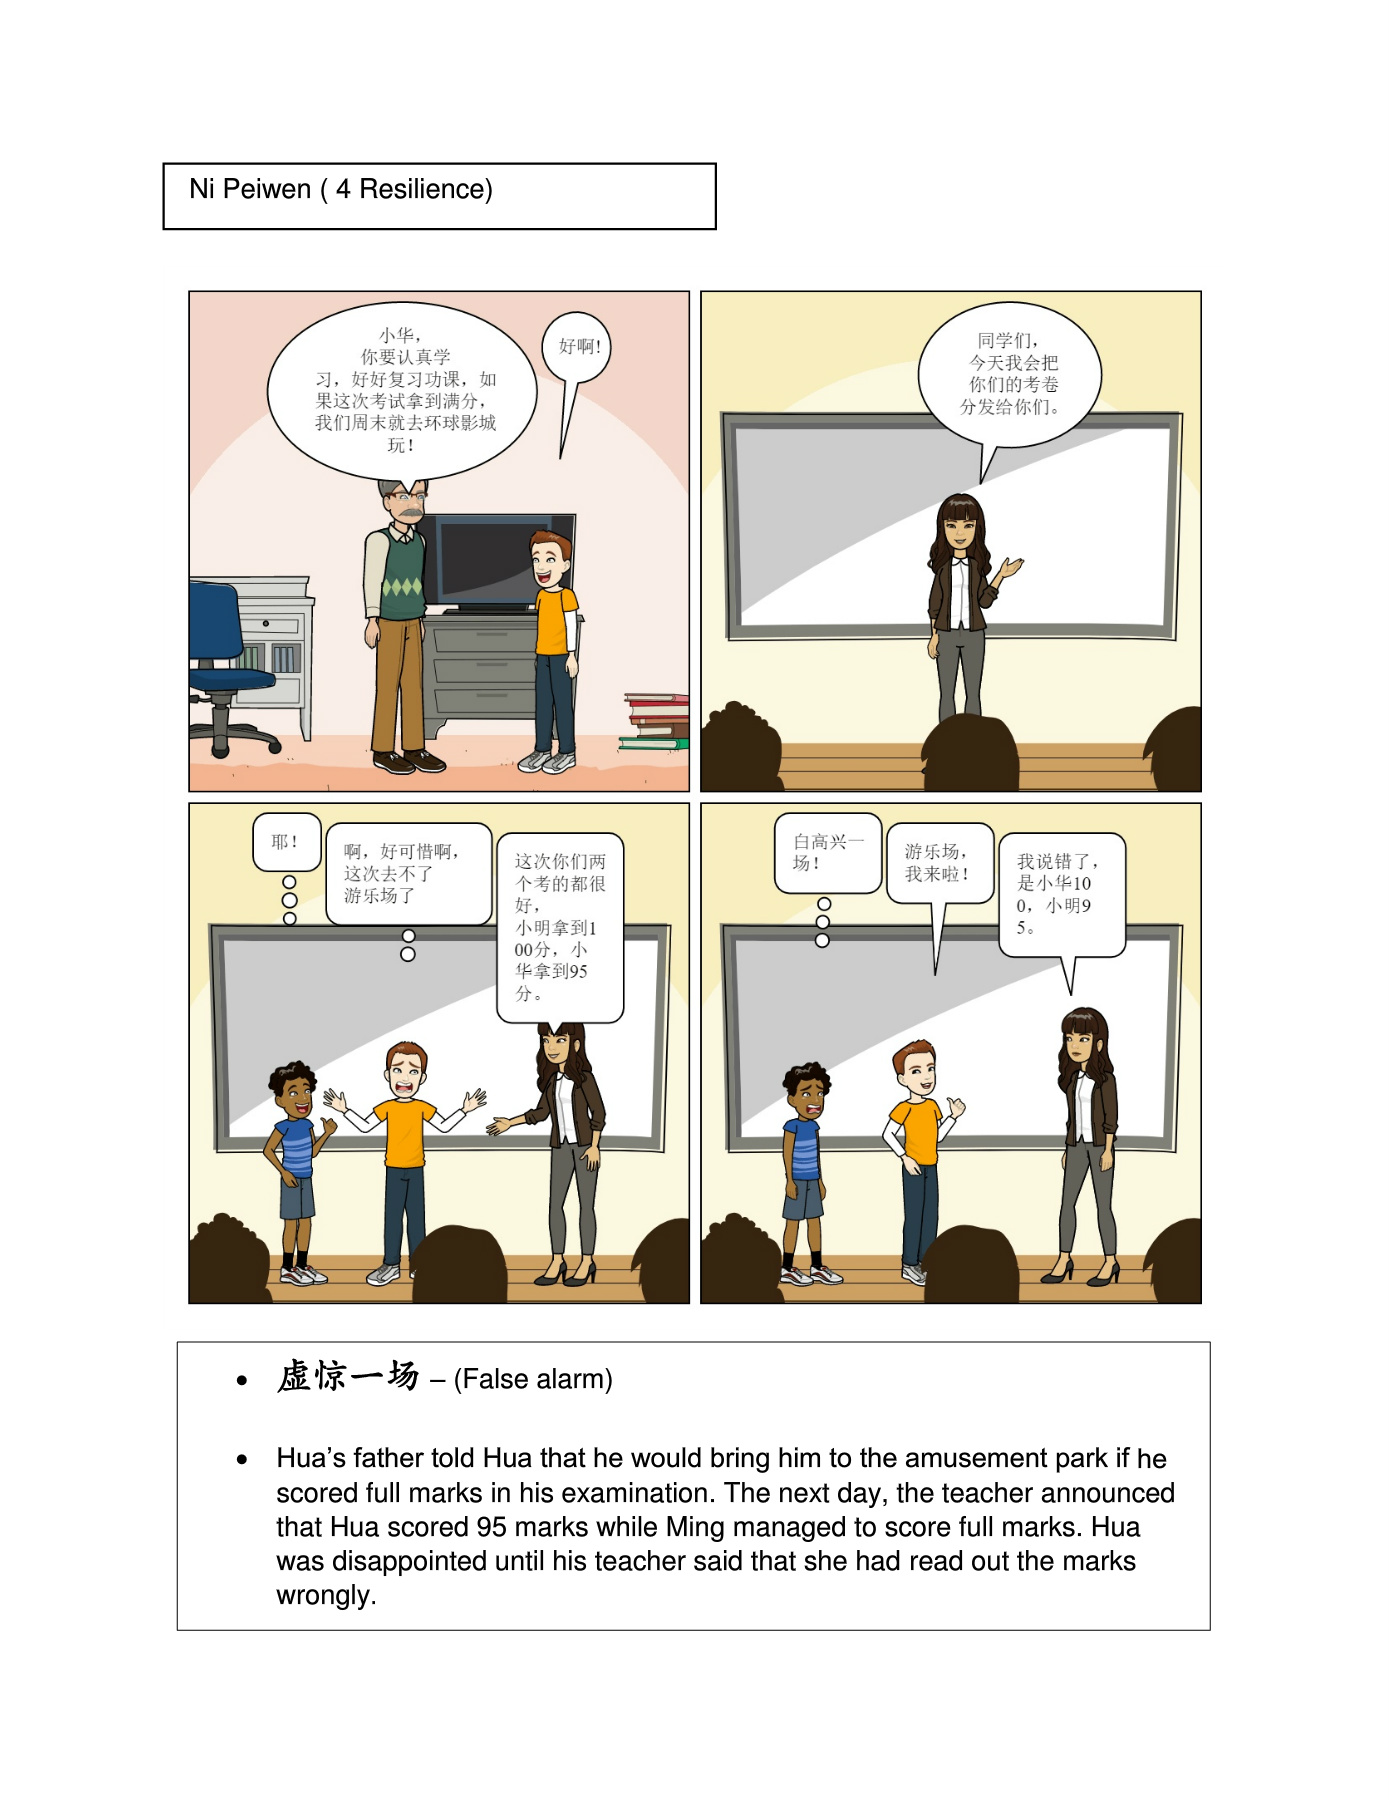 Ni Peiwen ( 4 Resilience)
小华，
你要认真学
习，好好复习功课，如
果这次考试拿到满分，
我们周末就去环球影城
玩！
好啊!
同学们，
今天我会把
你们的考卷
分发给你们。
耶！
啊，好可惜啊，
这次去不了
游乐场了
这次你们两
个考的都很
好，
小明拿到1
00分，小
华拿到95
分。
白高兴一
场！
游乐场，
我来啦！
我说错了，
是小华10
0，小明9
5。
• 虚惊一场 – (False alarm)
• Hua’s father told Hua that he would bring him to the amusement park if he
scored full marks in his examination. The next day, the teacher announced
that Hua scored 95 marks while Ming managed to score full marks. Hua
was disappointed until his teacher said that she had read out the marks
wrongly.